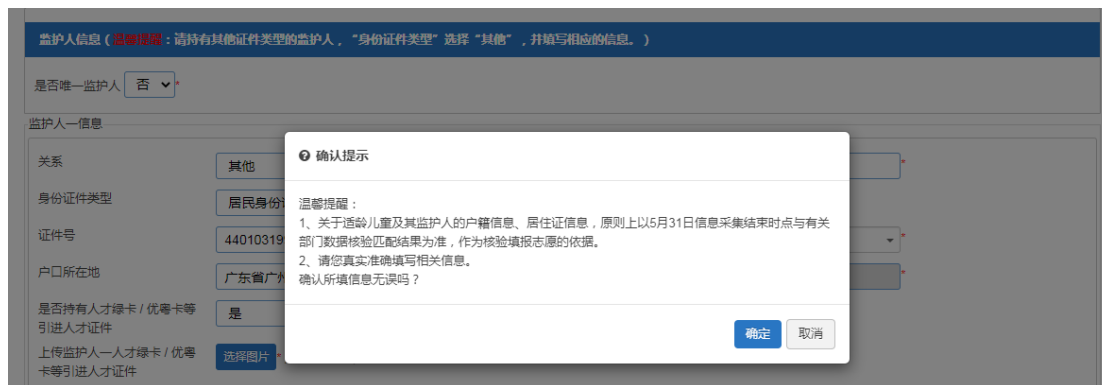 监护人信息（温馨提醒：请持有其他证件类型的监护人，“身份证件类型”选择“其他”，并填写相应的信息。）
是否唯一监护人 否 *
监护人一信息
确认提示
关系 其他 *
温馨提醒：
身份证件类型 居民身份
1、关于适龄儿童及其监护人的户籍信息、居住证信息，原则上以5月31日信息采集结束时点与有关
证件号 44010319 *
部门数据核验匹配结果为准，作为核验填报志愿的依据。
2、请您真实准确填写相关信息。
户口所在地 广东省广 *
确认所填信息无误吗？
是否持有人才绿卡 / 优粤卡等
引进人才证件 是
确定 取消
上传监护人一人才绿卡 / 优粤
卡等引进人才证件 选择图片 *